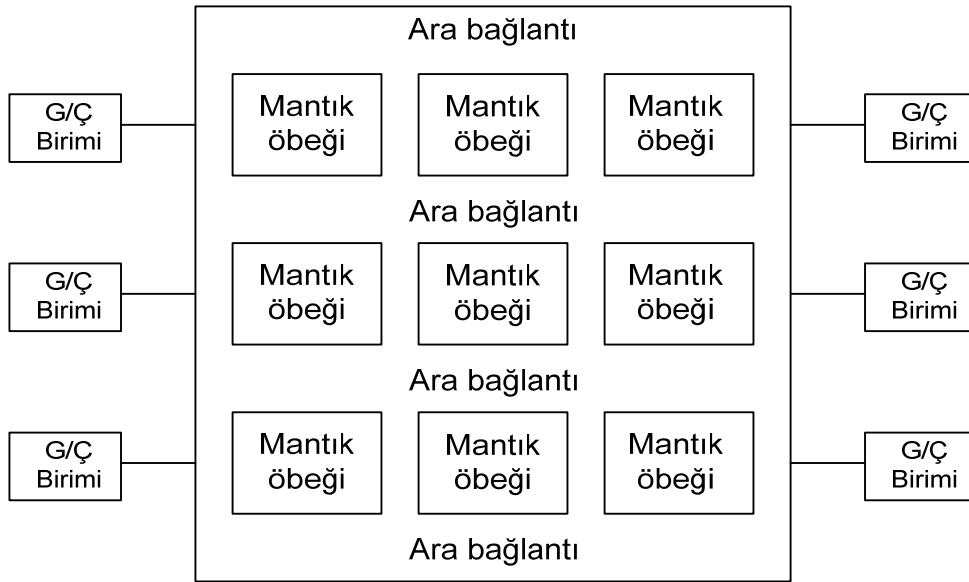 Ara bağlantı
G/Ç
Birimi
Mantık
öbeği
Mantık
öbeği
Mantık
öbeği
G/Ç
Birimi
Ara bağlantı
G/Ç
Birimi
Mantık
öbeği
Mantık
öbeği
Mantık
öbeği
G/Ç
Birimi
Ara bağlantı
G/Ç
Birimi
Mantık
öbeği
Mantık
öbeği
Mantık
öbeği
G/Ç
Birimi
Ara bağlantı